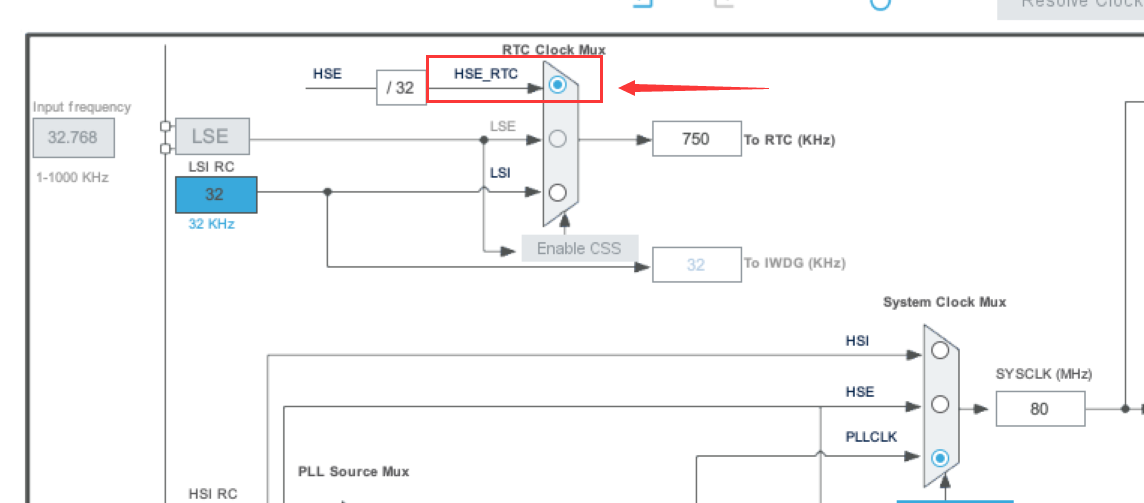 Resolve Clock
RTC Clock Mux
HSE
/ 32
HSE_RTC
Input frequency
32.768
1-1000 KHz
LSE
LSE
750
To RTC (KHz)
LSI RC
32
32 KHz
LSI
Enable CSS
32
To IWDG (KHz)
System Clock Mux
HSI
SYSCLK (MHz)
HSE
80
PLLCLK
PLL Source Mux
HSI RC